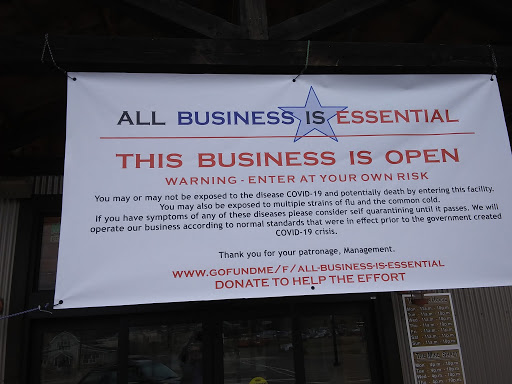 ALL BUSINESS IS ESSENTIAL
THIS BUSINESS IS OPEN
WARNING - ENTER AT YOUR OWN RISK
You may or may not be exposed to the disease COVID-19 and potentially death by entering this facility.
You may also be exposed to multiple strains of flu and the common cold.
If you have symptoms of any of these diseases please consider self quarantining until it passes. We will
operate our business according to normal standards that were in effect prior to the government created
COVID-19 crisis.
Thank you for your patronage, Management.
WWW.GOFUNDME/F/ALL-BUSINESS-IS-ESSENTIAL
DONATE TO HELP THE EFFORT